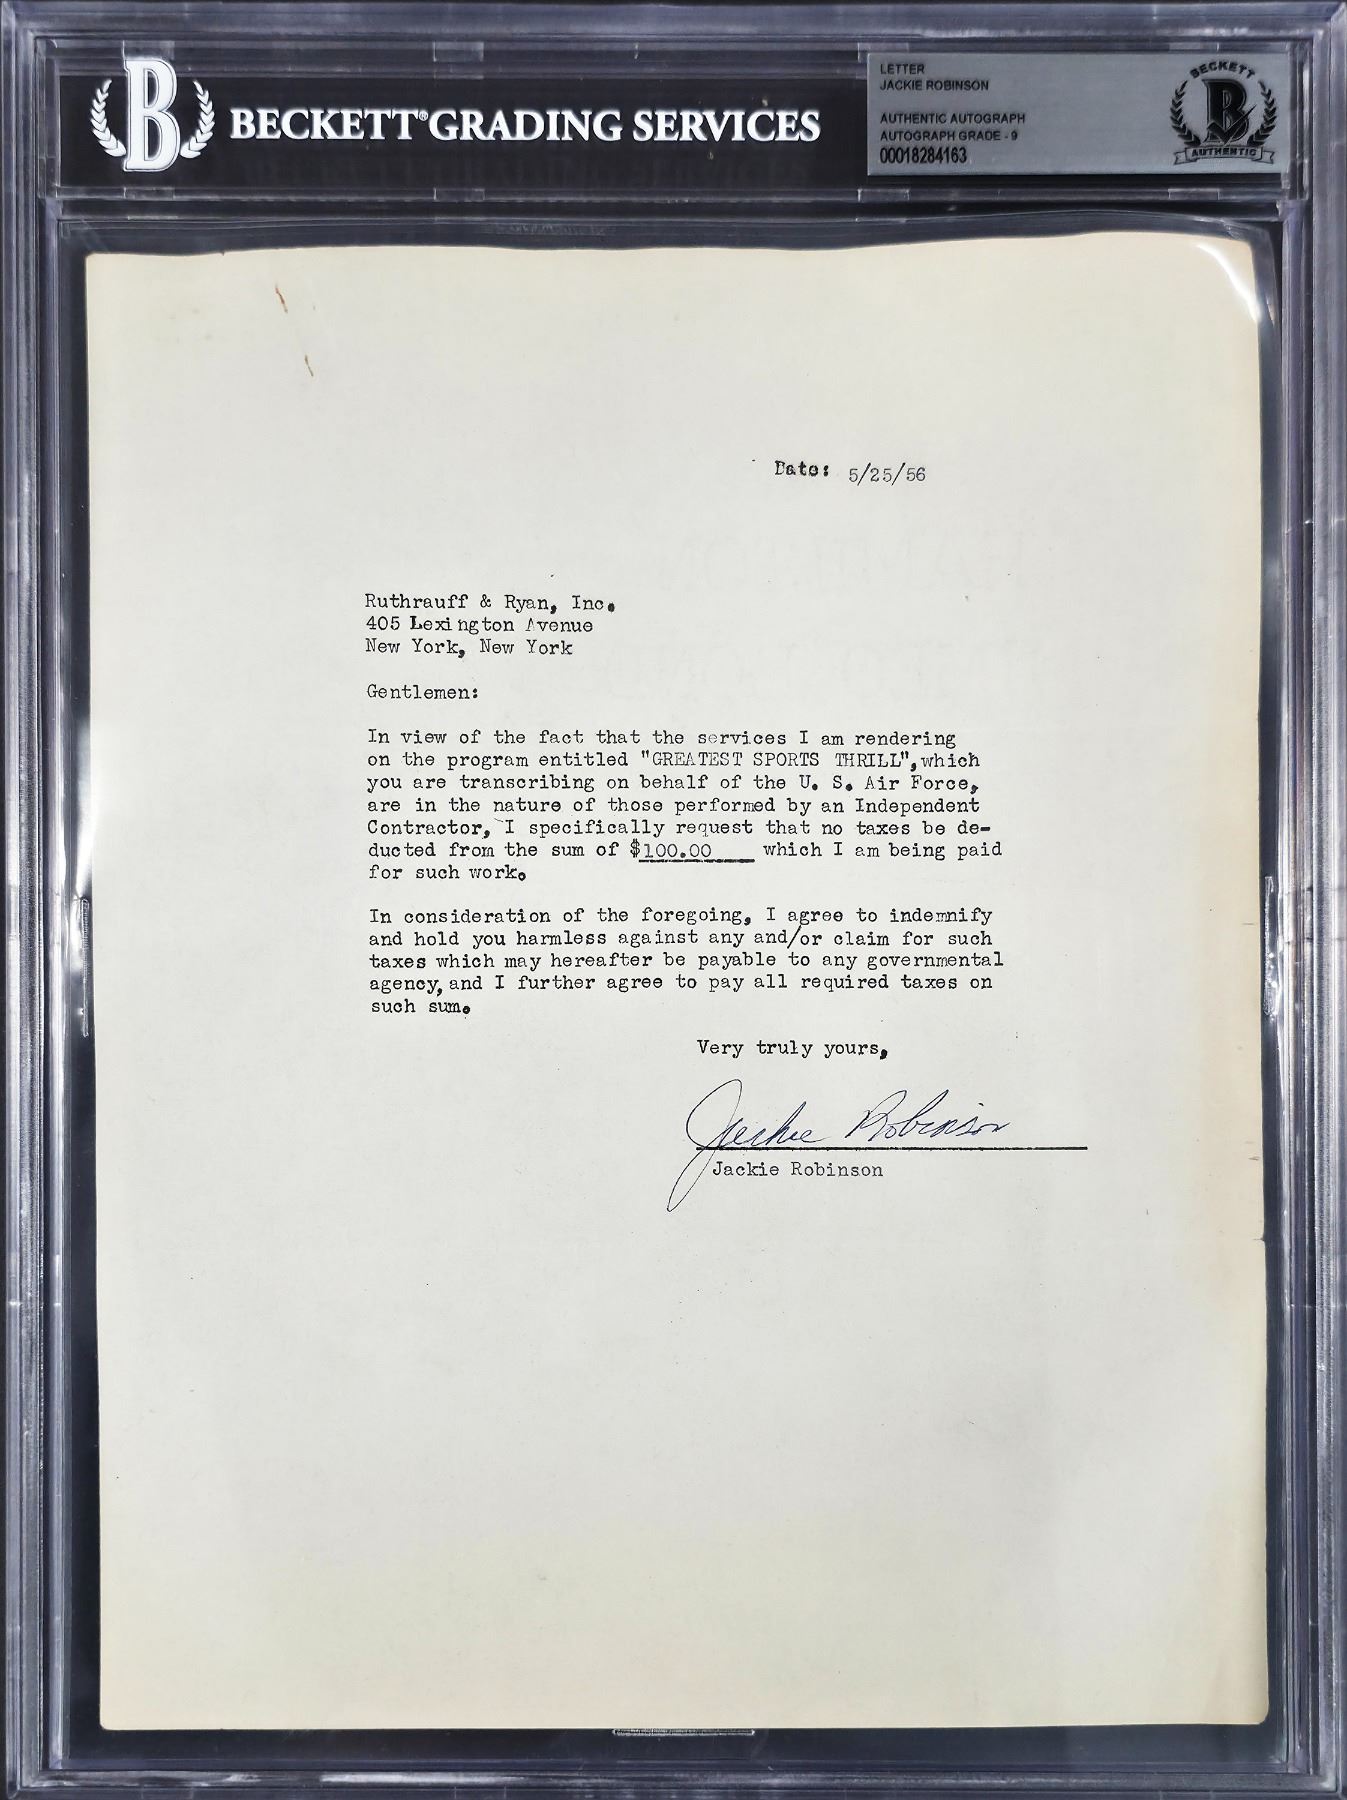 BECKETT® GRADING SERVICES
B
LETTER
JACKIE ROBINSON
AUTHENTIC AUTOGRAPH
AUTOGRAPH GRADE - 9
00018284163
BECKETT
B
AUTHENTIC
Date: 5/25/56
Ruthrauff & Ryan, Inc.
405 Lexington Avenue
New York, New York
Gentlemen:
In view of the fact that the services I am rendering
on the program entitled "GREATEST SPORTS THRILL", which
you are transcribing on behalf of the U. S. Air Force,
are in the nature of those performed by an Independent
Contractor, I specifically request that no taxes be de-
ducted from the sum of $100.00 which I am being paid
for such work.
In consideration of the foregoing, I agree to indemnify
and hold you harmless against any and/or claim for such
taxes which may hereafter be payable to any governmental
agency, and I further agree to pay all required taxes on
such sum.
Very truly yours,
Jackie Robinson
Jackie Robinson